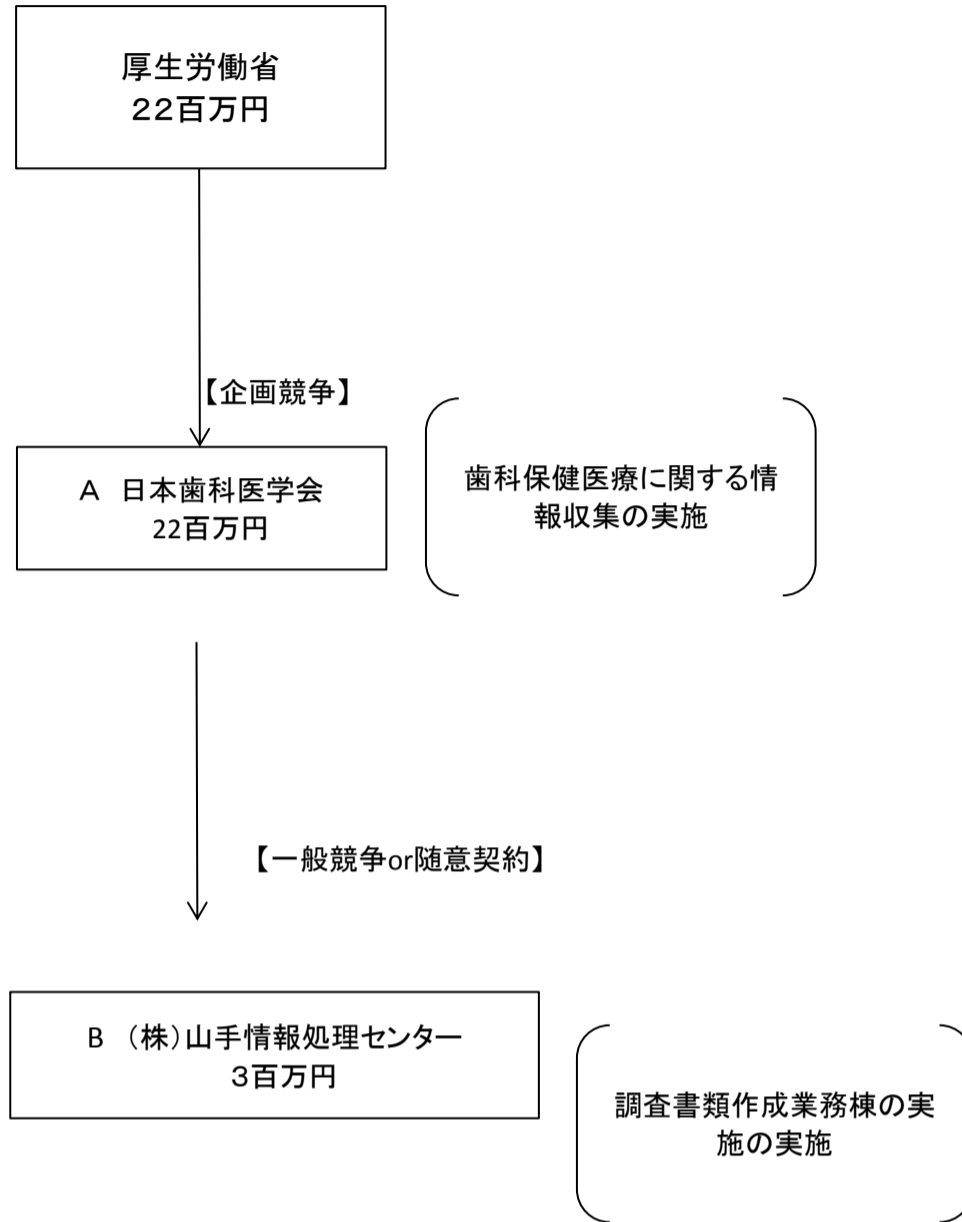 厚生労働省
２２百万円
【企画競争】
A　日本歯科医学会
22百万円
歯科保健医療に関する情
報収集の実施
【一般競争or随意契約】
B　（株）山手情報処理センター
３百万円
調査書類作成業務棟の実
施の実施